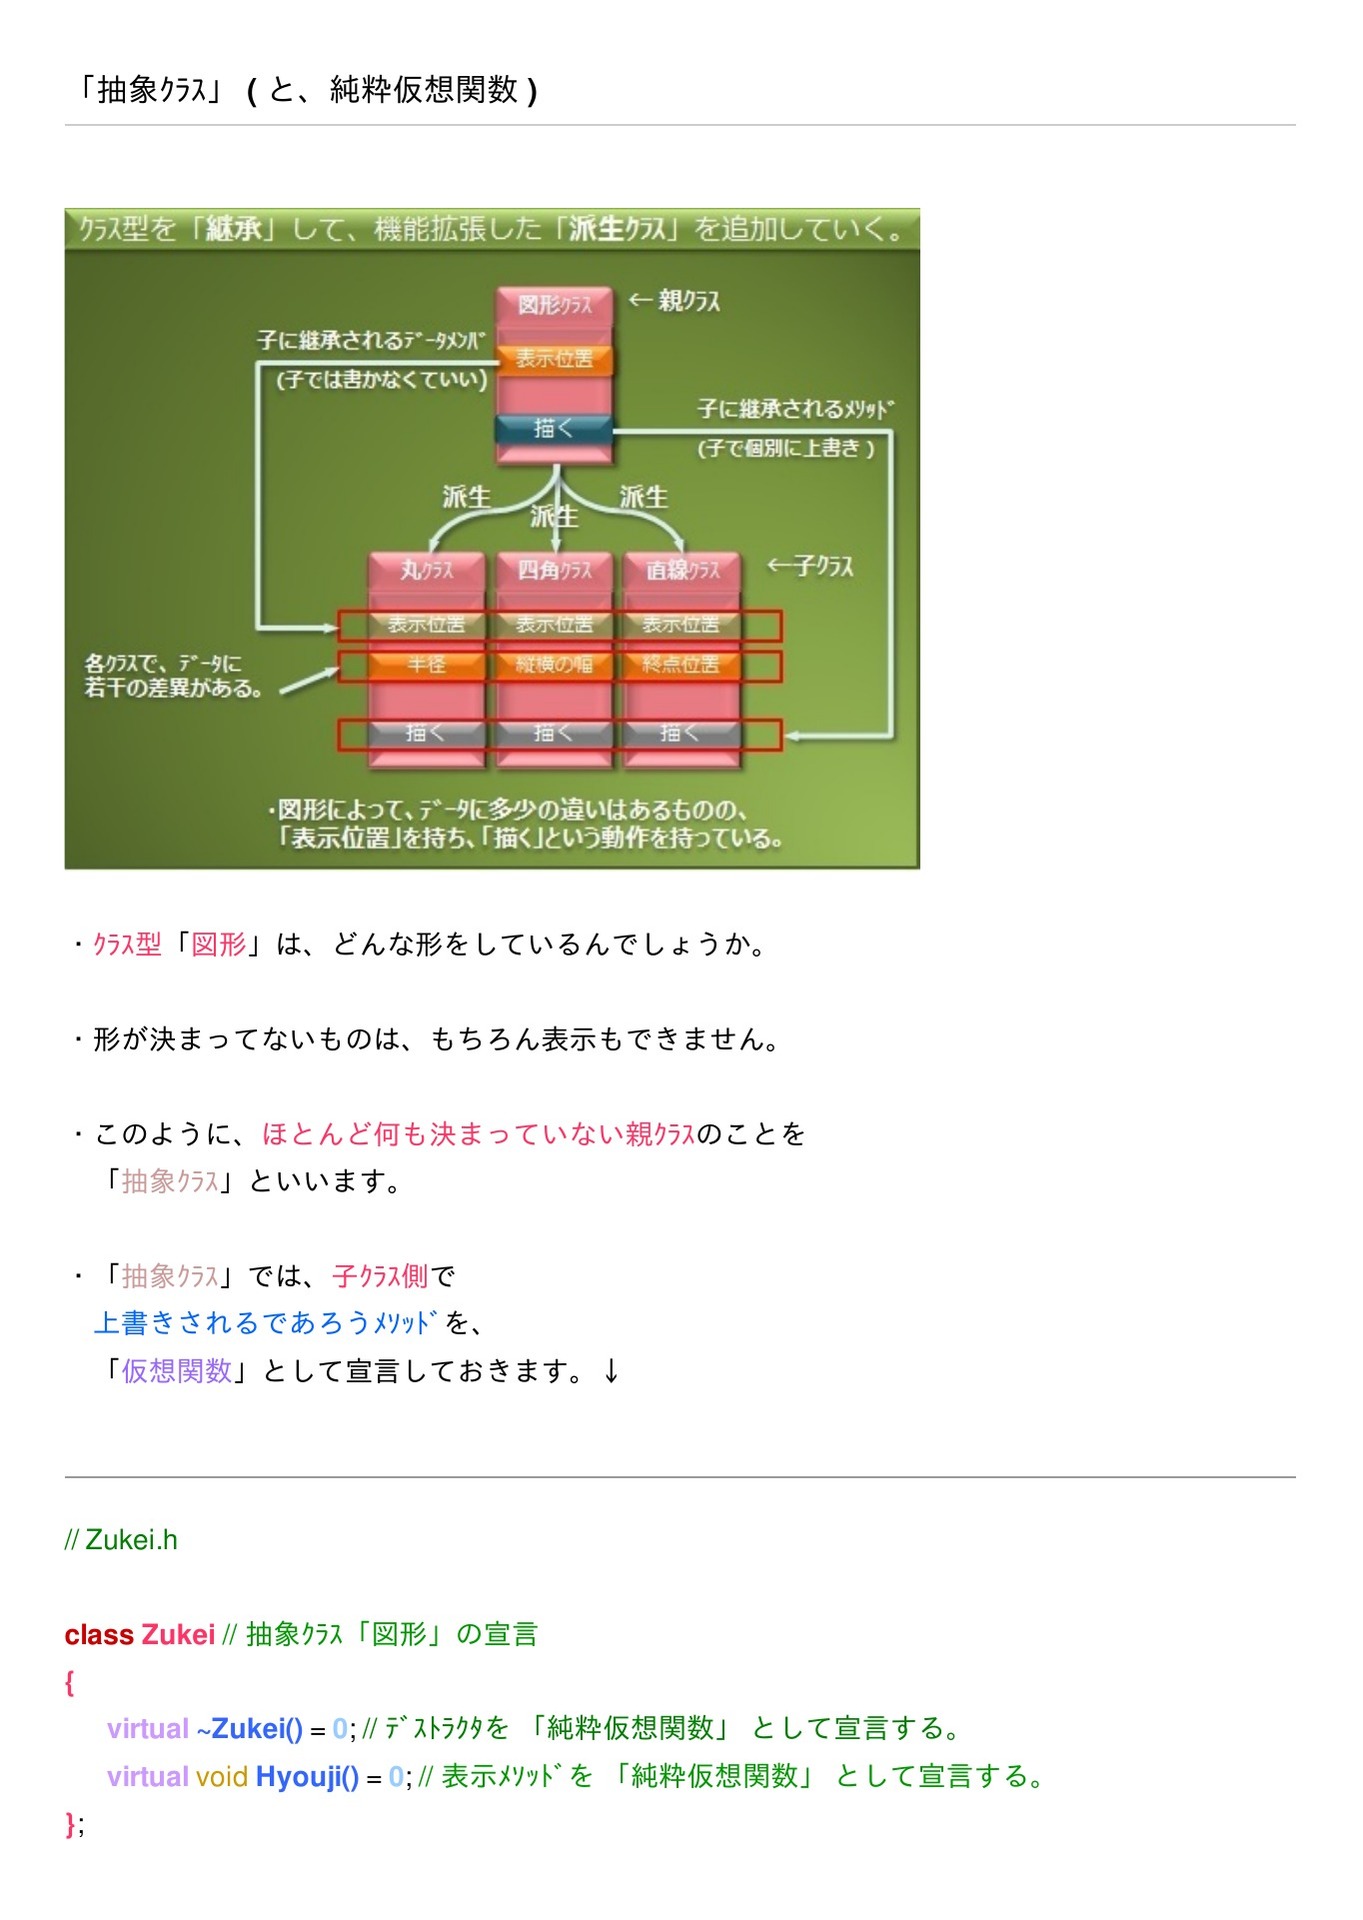 「抽象ｸﾗｽ」 ( と、純粋仮想関数 )
ｸﾗｽ型を「継承」して、機能拡張した「派生ｸﾗｽ」を追加していく。
図形ｸﾗｽ
← 親ｸﾗｽ
子に継承されるﾃﾞｰﾀﾒﾝﾊﾞ
(子では書かなくていい)
表示位置
子に継承されるﾒｿｯﾄﾞ
(子で個別に上書き )
描く
派生
派生
派生
丸ｸﾗｽ
四角ｸﾗｽ
直線ｸﾗｽ
←子ｸﾗｽ
表示位置
表示位置
表示位置
各ｸﾗｽで、ﾃﾞｰﾀに
若干の差異がある。
半径
縦横の幅
終点位置
描く
描く
描く
・図形によって、ﾃﾞｰﾀに多少の違いはあるものの、
「表示位置」を持ち、「描く」という動作を持っている。
・ｸﾗｽ型「図形」は、どんな形をしているんでしょうか。
・形が決まってないものは、もちろん表示もできません。
・このように、ほとんど何も決まっていない親ｸﾗｽのことを
「抽象ｸﾗｽ」といいます。
・「抽象ｸﾗｽ」では、子ｸﾗｽ側で
上書きされるであろうﾒｿｯﾄﾞを、
「仮想関数」として宣言しておきます。↓
// Zukei.h
class Zukei // 抽象ｸﾗｽ「図形」の宣言
{
virtual ~Zukei() = 0; // ﾃﾞｽﾄﾗｸﾀを 「純粋仮想関数」 として宣言する。
virtual void Hyouji() = 0; // 表示ﾒｿｯﾄﾞを 「純粋仮想関数」 として宣言する。
};